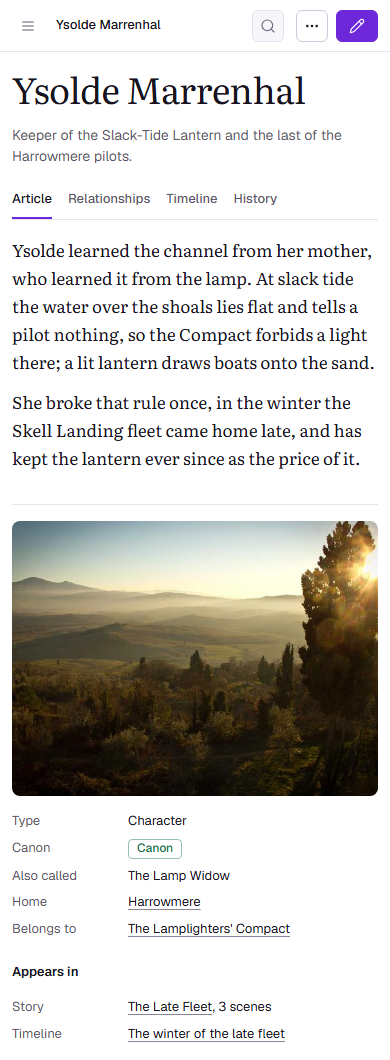 Ysolde Marrenhal
Ysolde Marrenhal
Keeper of the Slack-Tide Lantern and the last of the
Harrowmere pilots.
Article Relationships Timeline History
Ysolde learned the channel from her mother,
who learned it from the lamp. At slack tide
the water over the shoals lies flat and tells a
pilot nothing, so the Compact forbids a light
there; a lit lantern draws boats onto the sand.
She broke that rule once, in the winter the
Skell Landing fleet came home late, and has
kept the lantern ever since as the price of it.
Type Character
Canon Canon
Also called The Lamp Widow
Home Harrowmere
Belongs to The Lamplighters' Compact
Appears in
Story The Late Fleet, 3 scenes
Timeline The winter of the late fleet